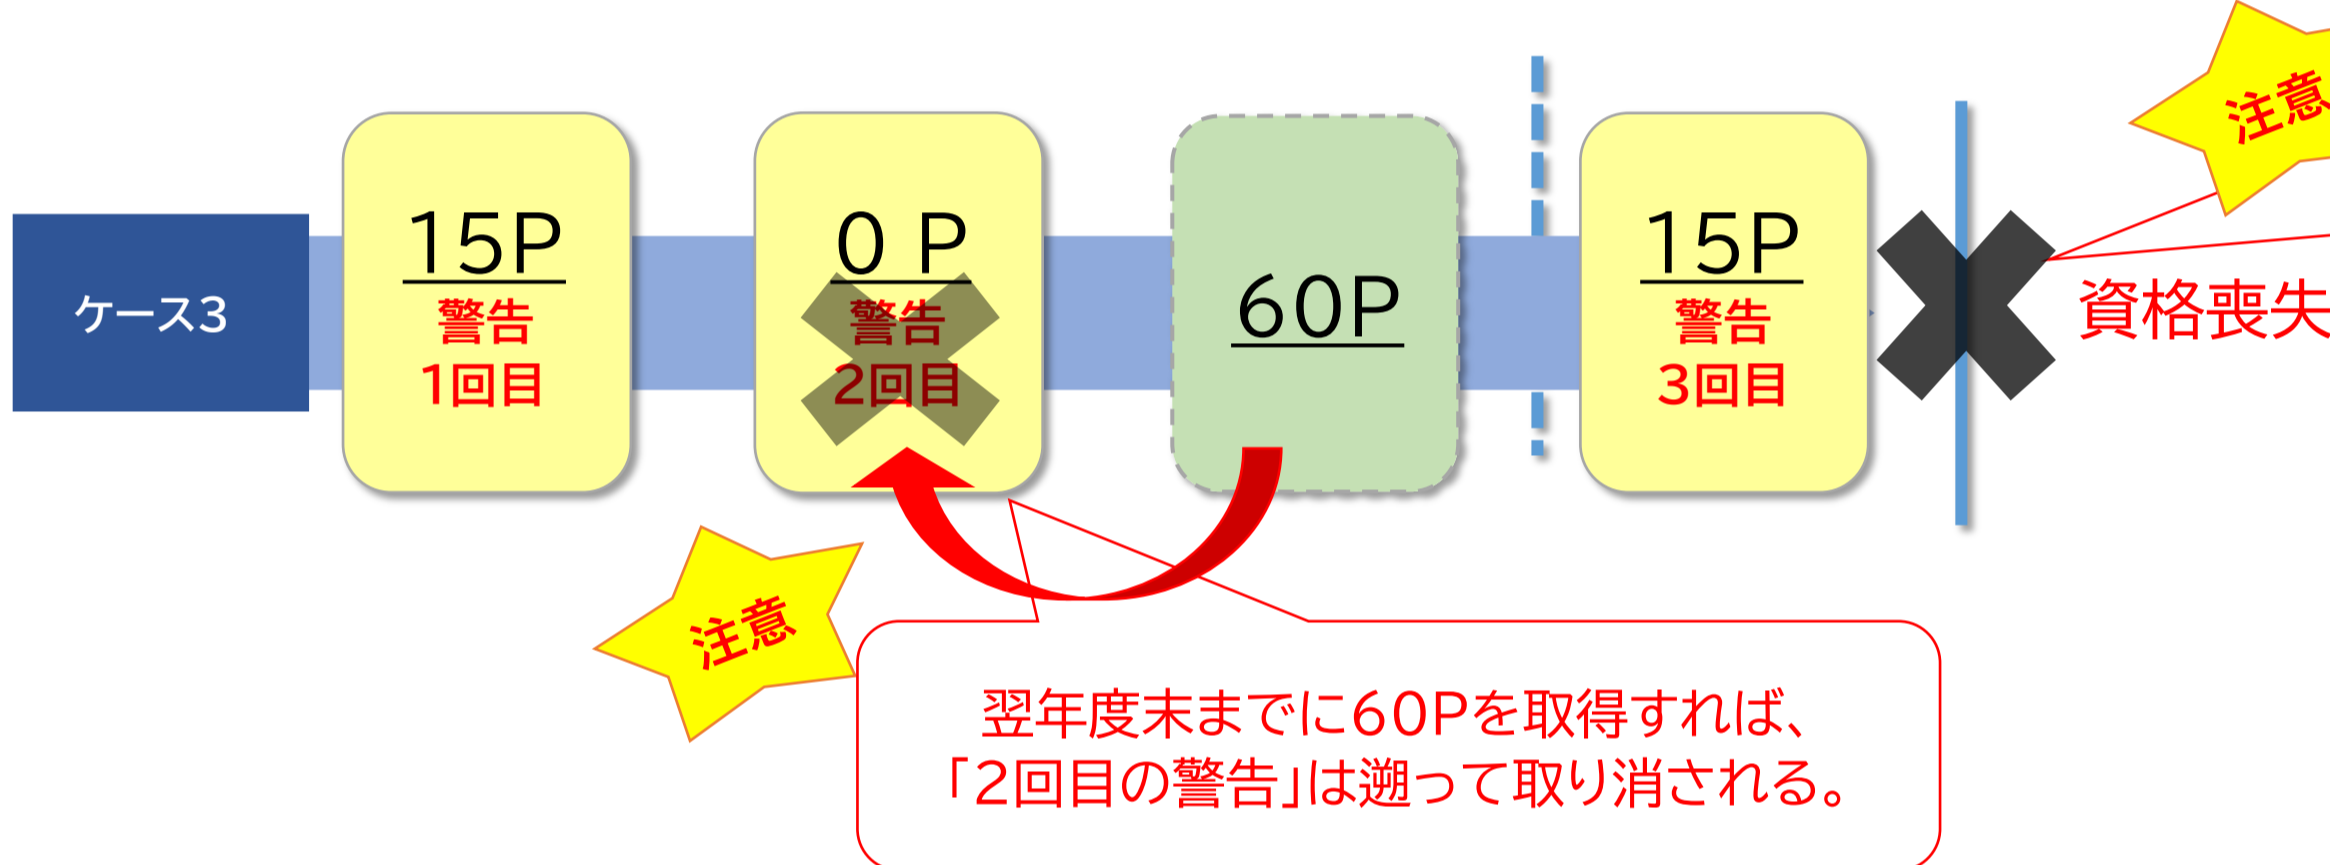 ケース3
15P
警告
1回目
0 P
警告
2回目
60P
15P
警告
3回目
注意
資格喪失
注意
翌年度末までに60Pを取得すれば、
「2回目の警告」は遡って取り消される。